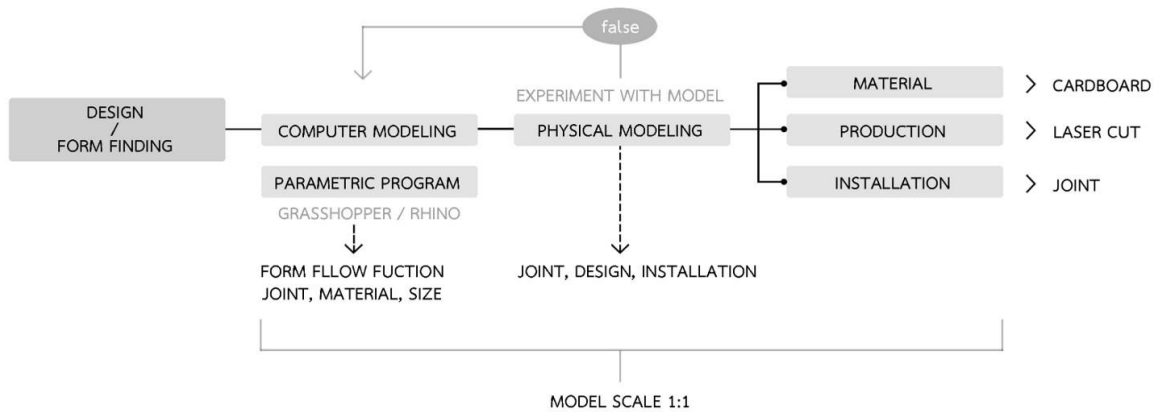 false
EXPERIMENT WITH MODEL
DESIGN
/
FORM FINDING
COMPUTER MODELING
PHYSICAL MODELING
MATERIAL
CARDBOARD
PRODUCTION
LASER CUT
INSTALLATION
JOINT
PARAMETRIC PROGRAM
GRASSHOPPER / RHINO
FORM FLLOW FUCTION
JOINT, MATERIAL, SIZE
JOINT, DESIGN, INSTALLATION
MODEL SCALE 1:1